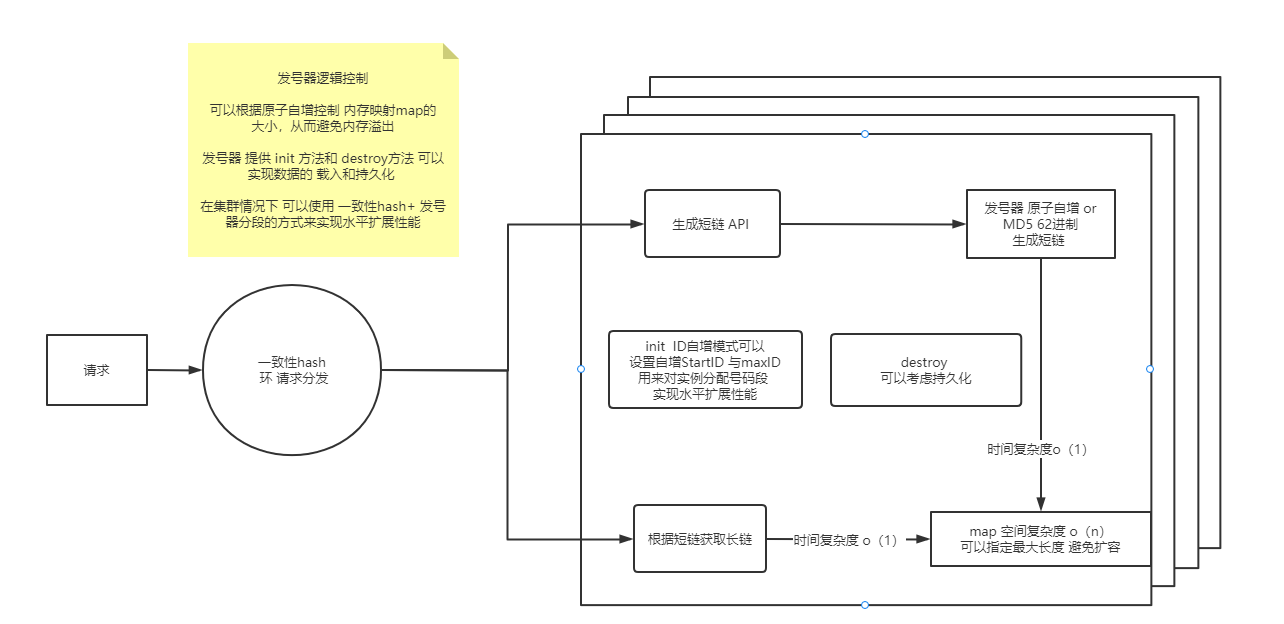 发号器逻辑控制
可以根据原子自增控制 内存映射map的
大小，从而避免内存溢出
发号器 提供 init 方法和 destroy方法 可以
实现数据的 载入和持久化
在集群情况下 可以使用 一致性hash+ 发号
器分段的方式来实现水平扩展性能
请求
一致性hash
环 请求分发
生成短链 API
发号器 原子自增 or
MD5 62进制
生成短链
init  ID自增模式可以
设置自增StartID 与maxID
用来对实例分配号码段
实现水平扩展性能
destroy
可以考虑持久化
时间复杂度o（1）
根据短链获取长链
时间复杂度 o（1）
map 空间复杂度 o（n）
可以指定最大长度 避免扩容